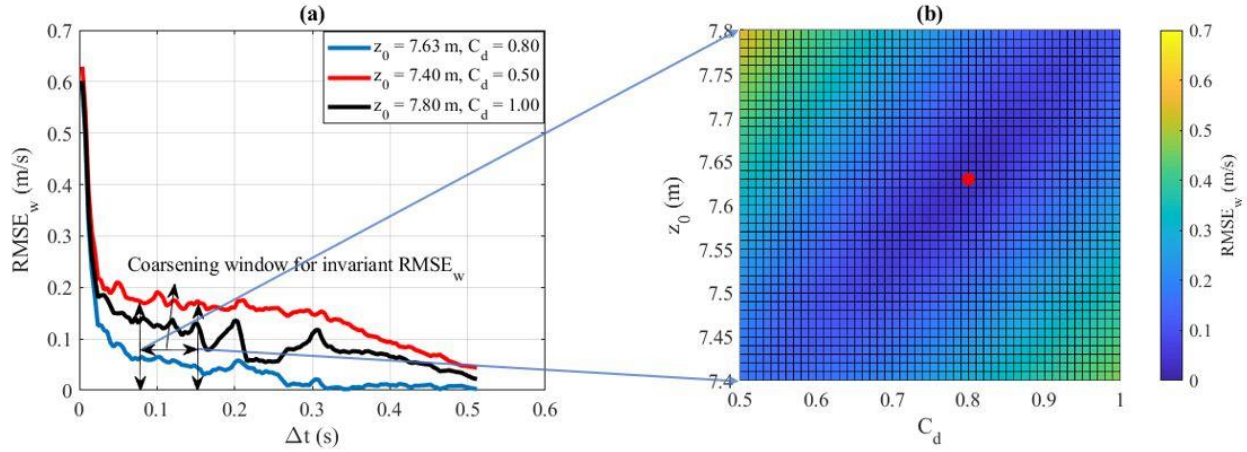 (a)
0.7
0.6
0.5
0.4
0.3
0.2
0.1
0
RMSE_w (m/s)
z_0 = 7.63 m, C_d = 0.80
z_0 = 7.40 m, C_d = 0.50
z_0 = 7.80 m, C_d = 1.00
Coarsening window for invariant RMSE_w
0 0.1 0.2 0.3 0.4 0.5 0.6
Δt (s)
(b)
7.8
7.75
7.7
7.65
7.6
7.55
7.5
7.45
7.4
z_0 (m)
0.5 0.6 0.7 0.8 0.9 1
C_d
0.7
0.6
0.5
0.4
0.3
0.2
0.1
0
RMSE_w (m/s)